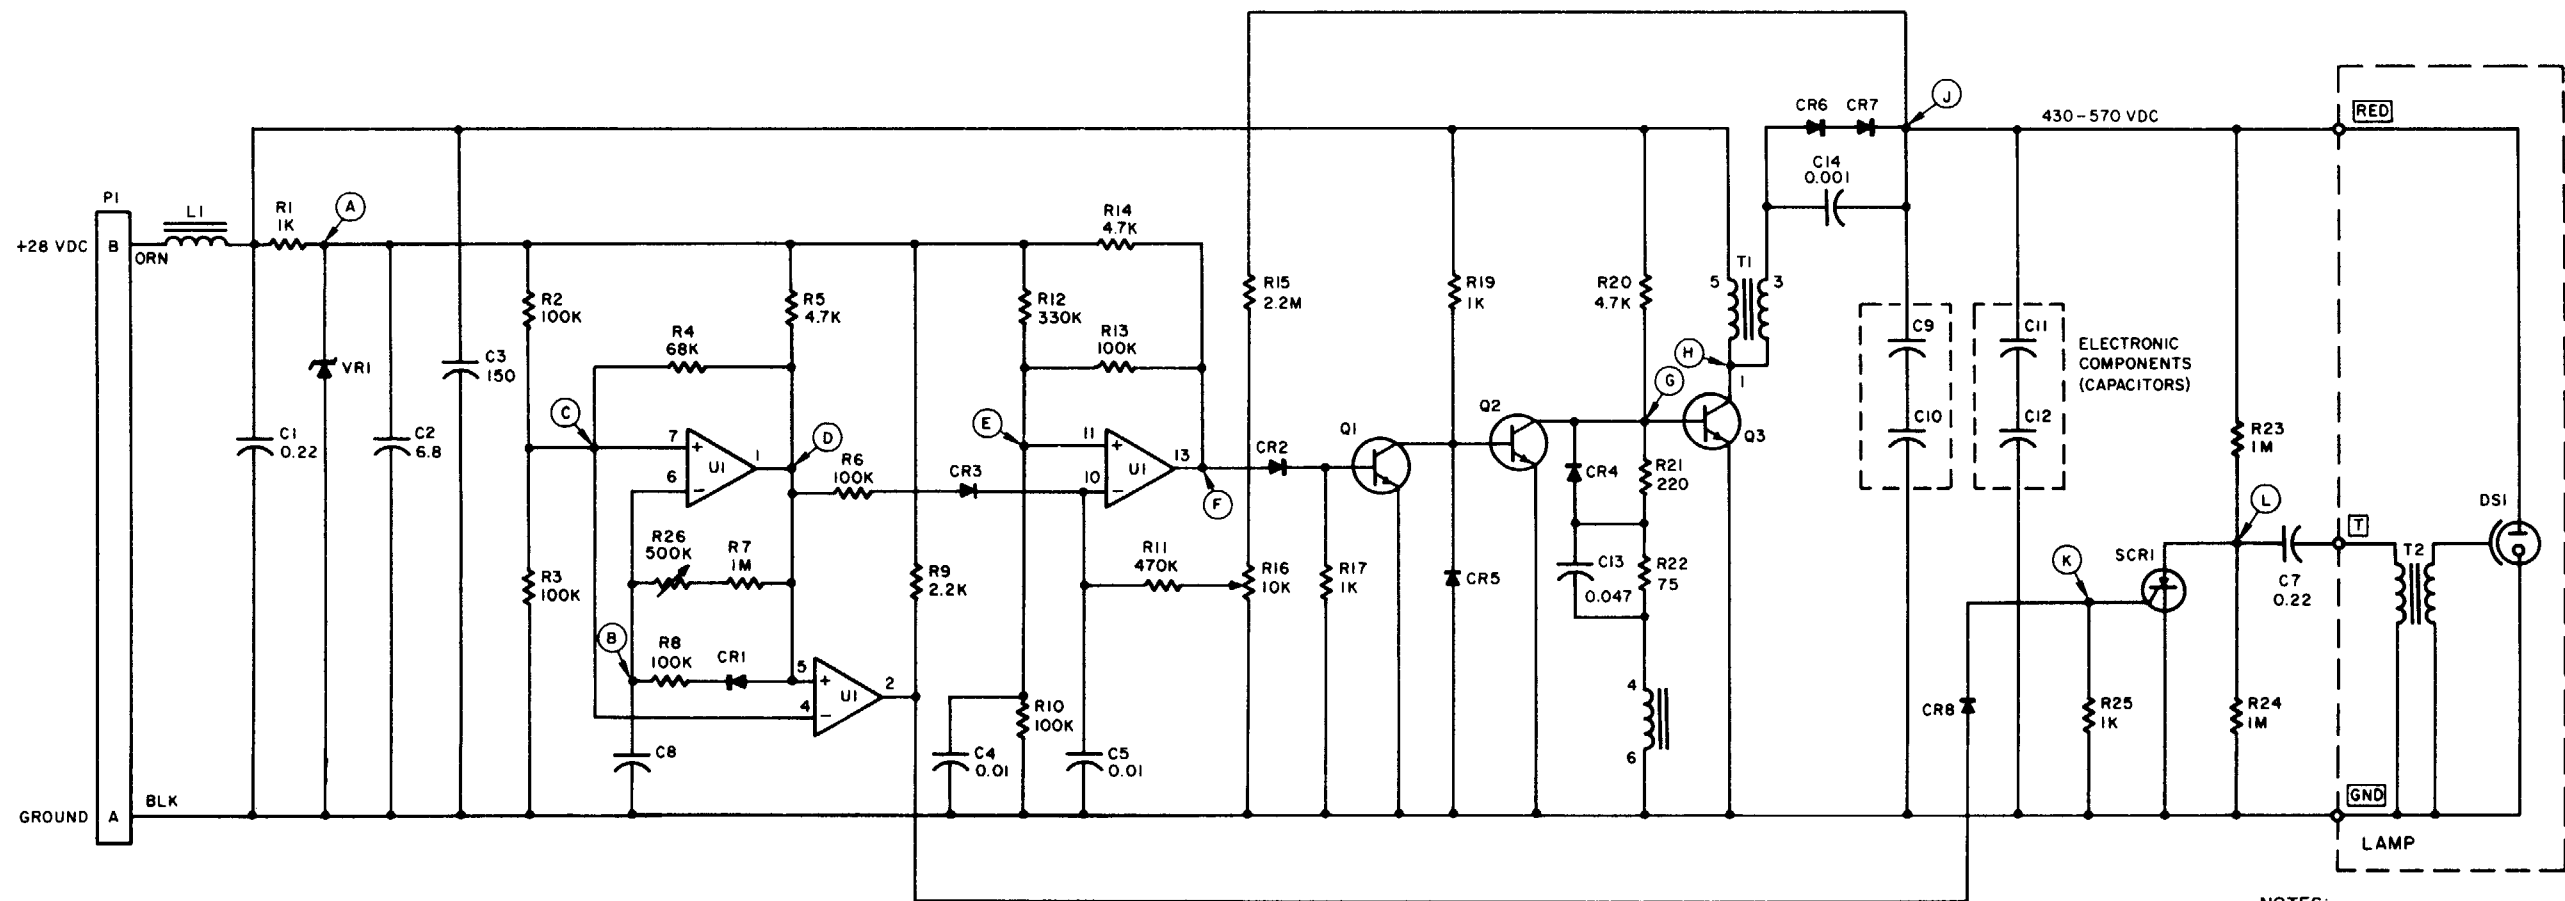 P1
+28 VDC
B
ORN
GROUND
A
BLK
L1
R1
1K
A
VR1
C1
0.22
C2
6.8
C3
150
R2
100K
R3
100K
C
R4
68K
R5
4.7K
7
+
6
-
U1
1
D
R26
500K
R7
1M
B
R8
100K
CR1
5
+
4
-
U1
2
C8
R6
100K
CR3
R9
2.2K
R12
330K
R14
4.7K
R13
100K
E
11
+
10
-
U1
13
F
R11
470K
R10
100K
C4
0.01
C5
0.01
CR2
R15
2.2M
R16
10K
R17
1K
Q1
R19
1K
CR5
Q2
CR4
C13
0.047
R20
4.7K
G
R21
220
R22
75
4
6
Q3
H
1
T1
5
3
CR6
CR7
C14
0.001
J
430-570 VDC
C9
C10
C11
C12
ELECTRONIC
COMPONENTS
(CAPACITORS)
R23
1M
L
SCR1
K
CR8
R25
1K
R24
1M
C7
0.22
RED
T
T2
DS1
GND
LAMP